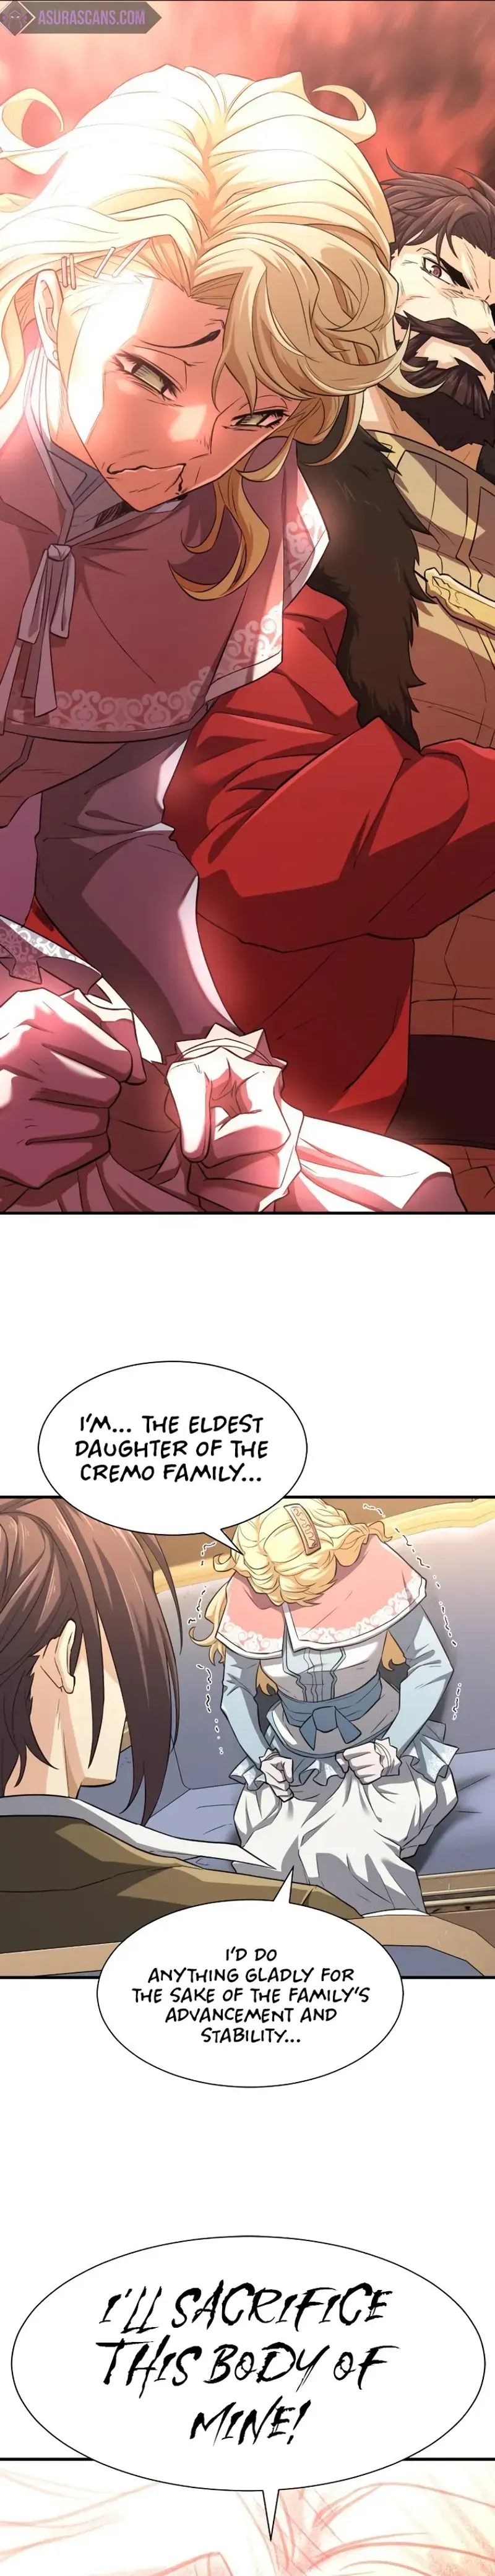 ASURASCANS.COM
I'M... THE ELDEST
DAUGHTER OF THE
CREMO FAMILY...
I'D DO
ANYTHING GLADLY FOR
THE SAKE OF THE FAMILY'S
ADVANCEMENT AND
STABILITY...
I'LL SACRIFICE
THIS BODY OF
MINE!